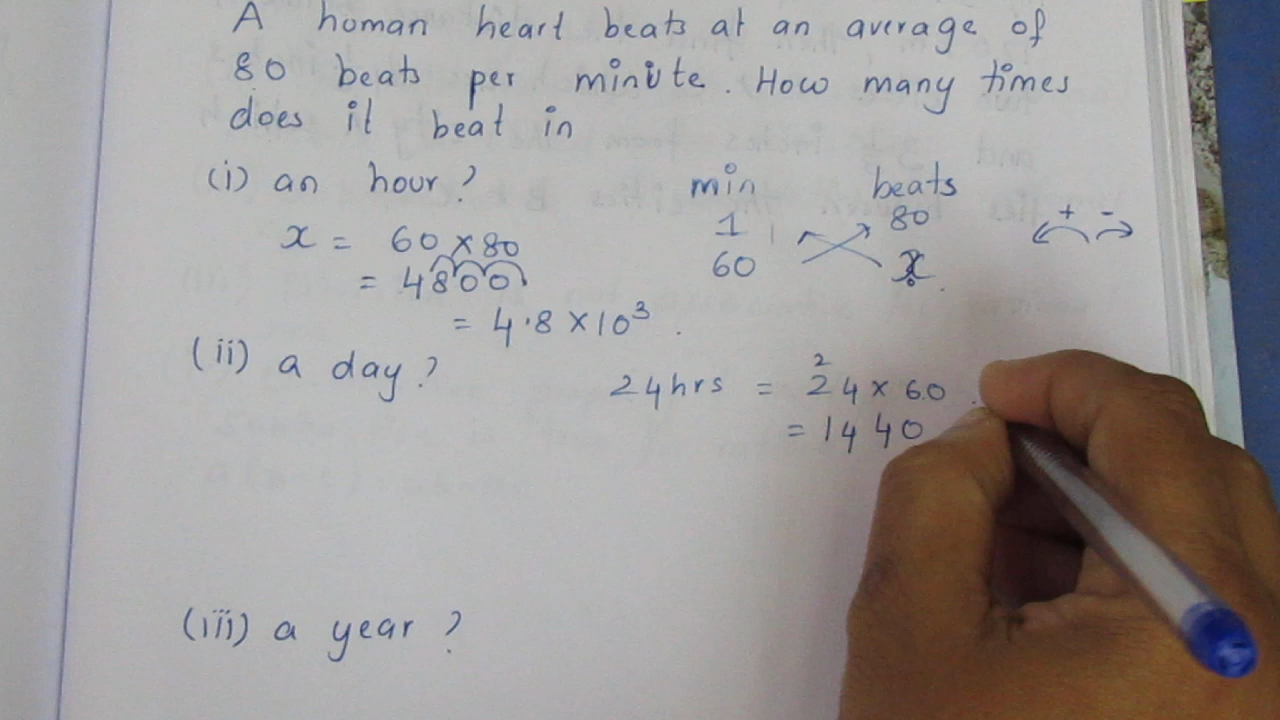 A human heart beats at an average of
80 beats per minute. How many times
does it beat in
(i) an hour?
min beats
1 80
60 x
+ -
x = 60 × 80
= 4800
= 4.8 × 10³.
(ii) a day?
2
24 hrs = 24 × 60
= 1440
(iii) a year?